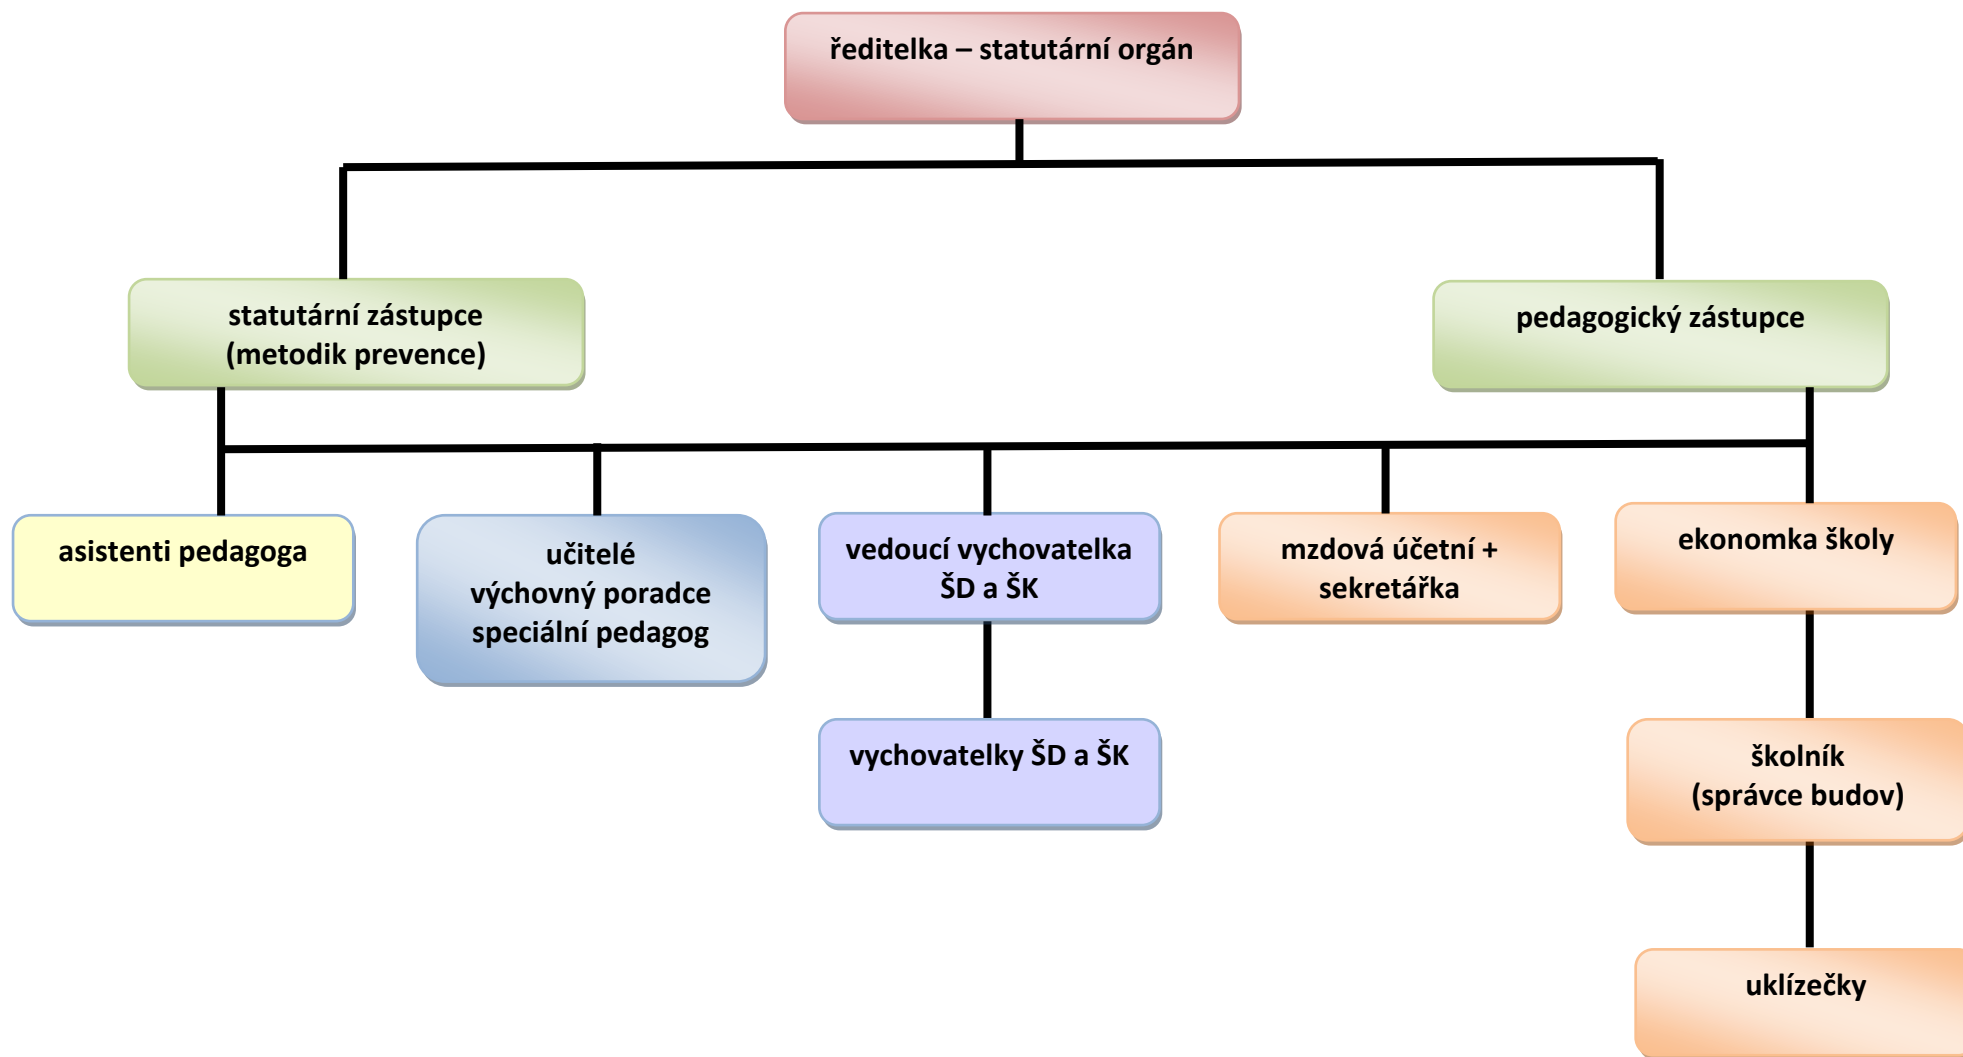 ředitelka – statutární orgán
statutární zástupce
(metodik prevence)
pedagogický zástupce
asistenti pedagoga
učitelé
výchovný poradce
speciální pedagog
vedoucí vychovatelka
ŠD a ŠK
mzdová účetní +
sekretářka
ekonomka školy
vychovatelky ŠD a ŠK
školník
(správce budov)
uklízečky